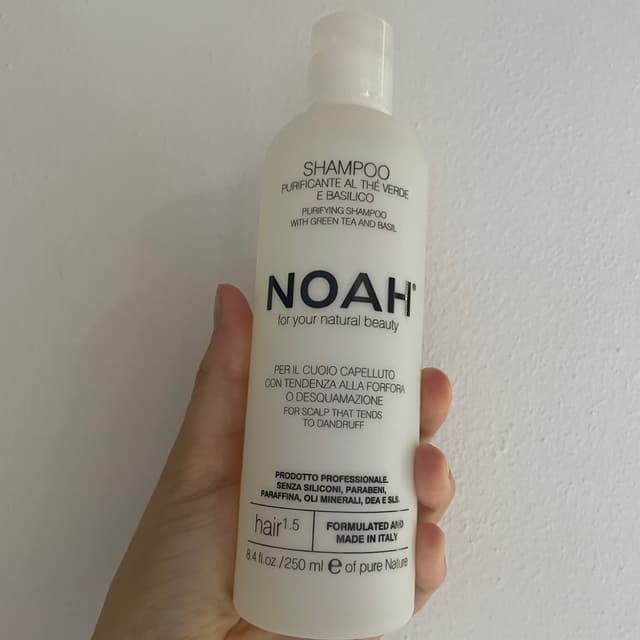 SHAMPOO
PURIFICANTE AL THÉ VERDE
E BASILICO
PURIFYING SHAMPOO
WITH GREEN TEA AND BASIL
NOAH®
for your natural beauty
PER IL CUOIO CAPELLUTO
CON TENDENZA ALLA FORFORA
O DESQUAMAZIONE
FOR SCALP THAT TENDS
TO DANDRUFF
PRODOTTO PROFESSIONALE.
SENZA SILICONI, PARABENI,
PARAFFINA, OLI MINERALI, DEA E SLS.
hair 1.5
FORMULATED AND
MADE IN ITALY
8.4 fl.oz./250 ml ℮ of pure Nature